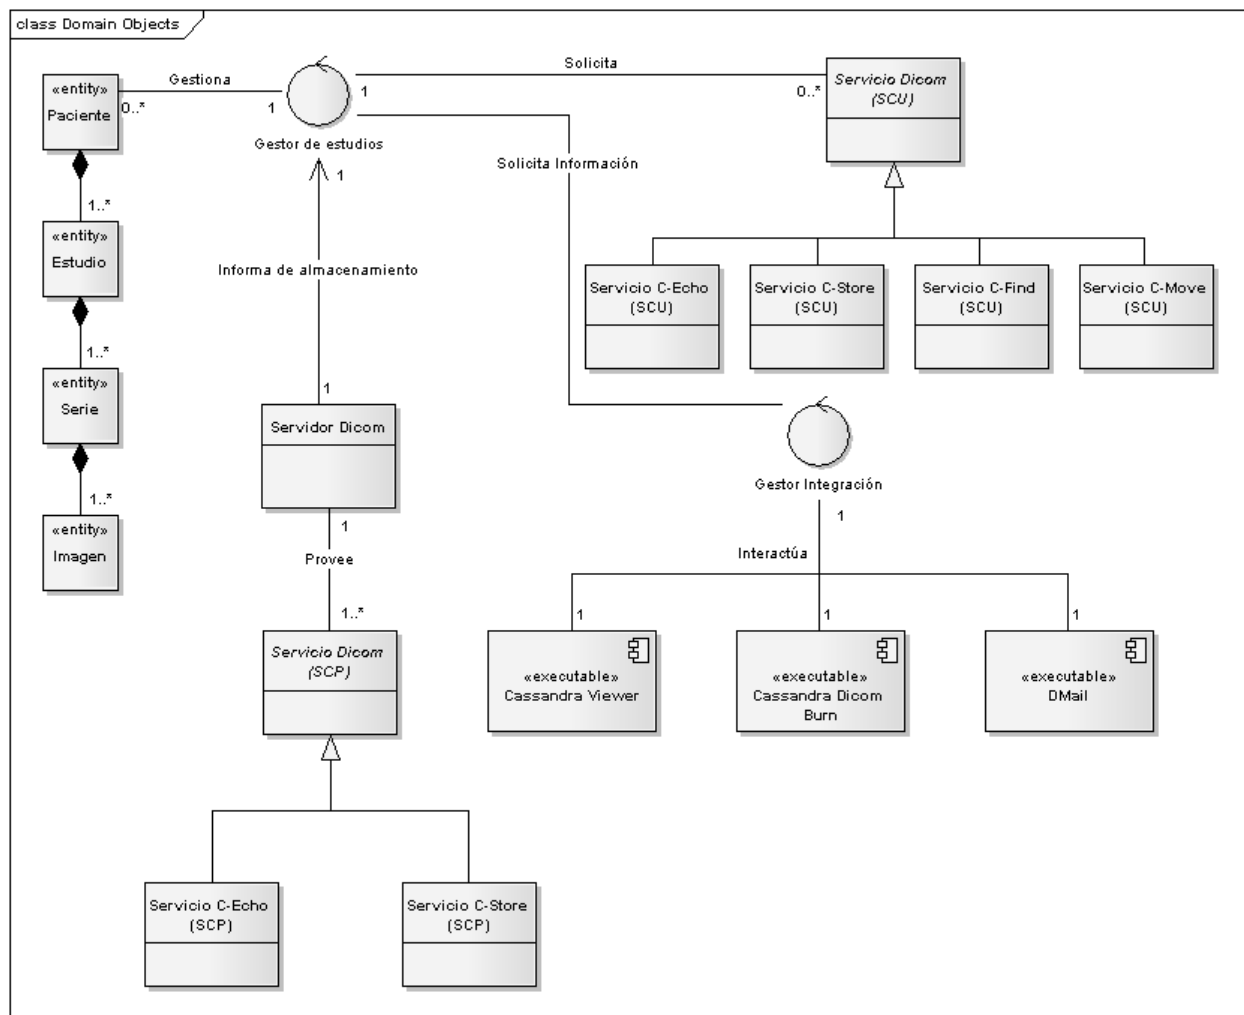 class Domain Objects
«entity»
Paciente
0..*
Gestiona
1
Gestor de estudios
1
Solicita
0..*
Servicio Dicom
(SCU)
Solicita Información
1
1..*
«entity»
Estudio
Informa de almacenamiento
Servicio C-Echo
(SCU)
Servicio C-Store
(SCU)
Servicio C-Find
(SCU)
Servicio C-Move
(SCU)
1..*
«entity»
Serie
1
Servidor Dicom
Gestor Integración
1..*
«entity»
Imagen
1
Provee
1
Interactúa
1..*
Servicio Dicom
(SCP)
1
«executable»
Cassandra Viewer
1
«executable»
Cassandra Dicom
Burn
1
«executable»
DMail
Servicio C-Echo
(SCP)
Servicio C-Store
(SCP)